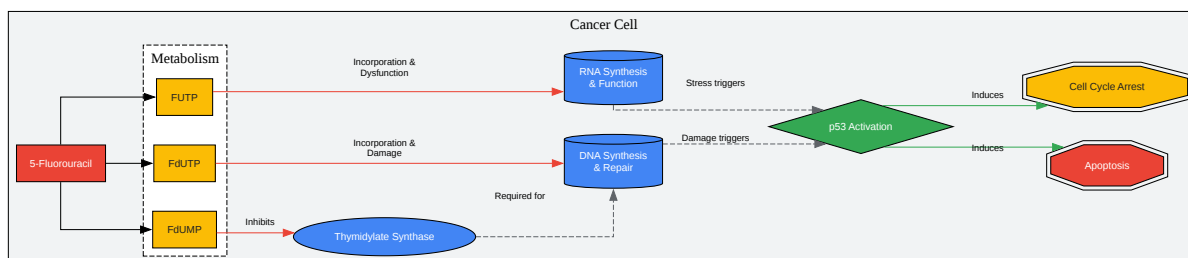 Cancer Cell
Metabolism
5-Fluorouracil
FUTP
FdUTP
FdUMP
Incorporation &
Dysfunction
Incorporation &
Damage
Inhibits
Thymidylate Synthase
Required for
RNA Synthesis
& Function
DNA Synthesis
& Repair
Stress triggers
Damage triggers
p53 Activation
Induces
Induces
Cell Cycle Arrest
Apoptosis